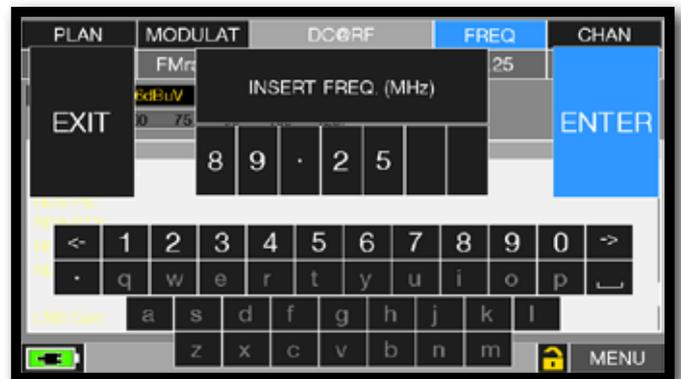 PLAN MODULAT DC@RF FREQ CHAN
FMra .25
EXIT INSERT FREQ. (MHz) ENTER
6dBuV
75
8 9 . 2 5
<- 1 2 3 4 5 6 7 8 9 0 ->
. q w e r t y u i o p
a s d f g h j k l
z x c v b n m
MENU